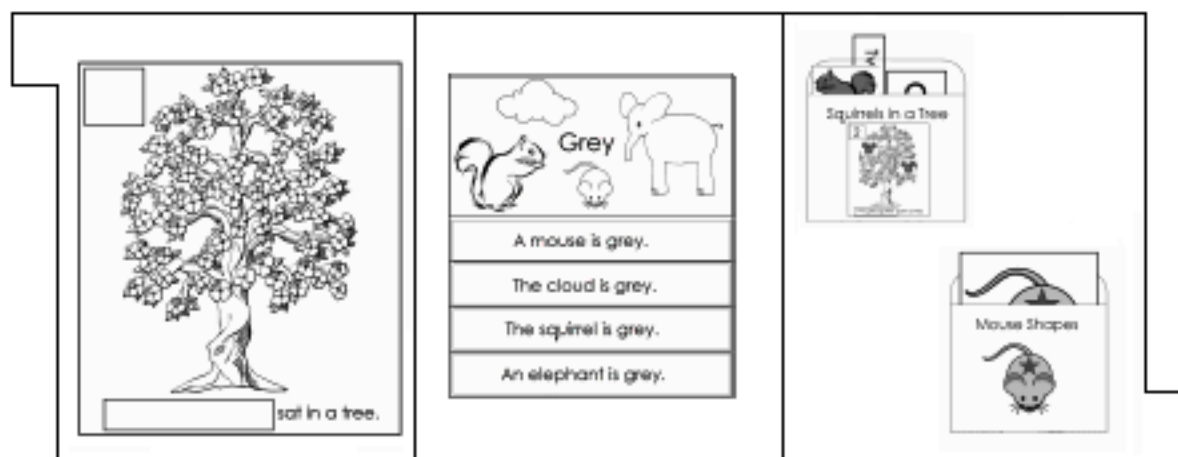 sat in a tree.
Grey
A mouse is grey.
The cloud is grey.
The squirrel is grey.
An elephant is grey.
Squirrels in a Tree
2
Mouse Shapes